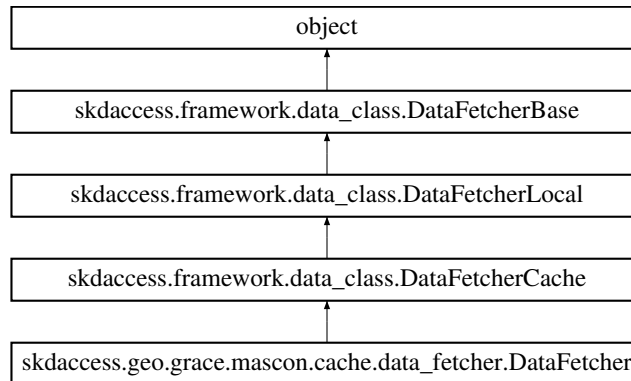 object
skdaccess.framework.data_class.DataFetcherBase
skdaccess.framework.data_class.DataFetcherLocal
skdaccess.framework.data_class.DataFetcherCache
skdaccess.geo.grace.mascon.cache.data_fetcher.DataFetcher